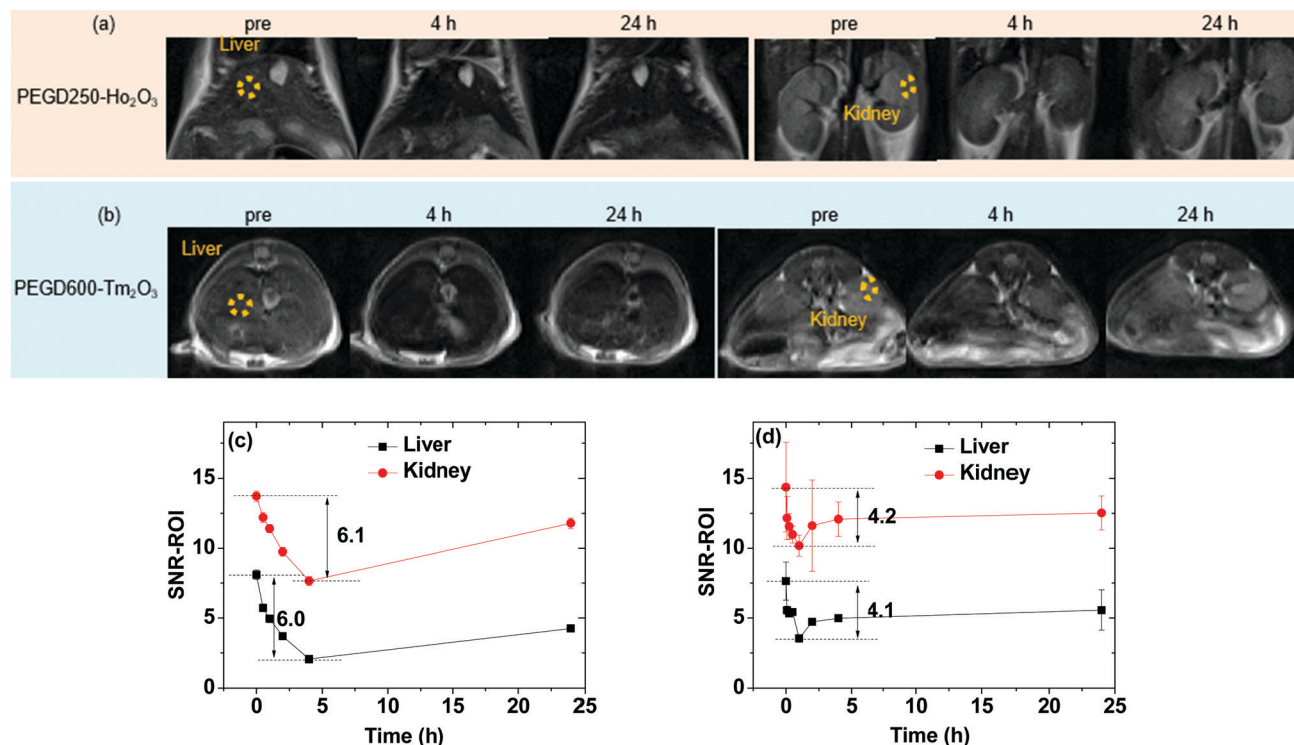 (a)
pre
4 h
24 h
pre
4 h
24 h
Liver
Kidney
PEGD250-Ho₂O₃
(b)
pre
4 h
24 h
pre
4 h
24 h
Liver
Kidney
PEGD600-Tm₂O₃
(c)
Liver
Kidney
15
10
5
0
SNR-ROI
6.1
6.0
0
5
10
15
20
25
Time (h)
(d)
Liver
Kidney
15
10
5
0
SNR-ROI
4.2
4.1
0
5
10
15
20
25
Time (h)